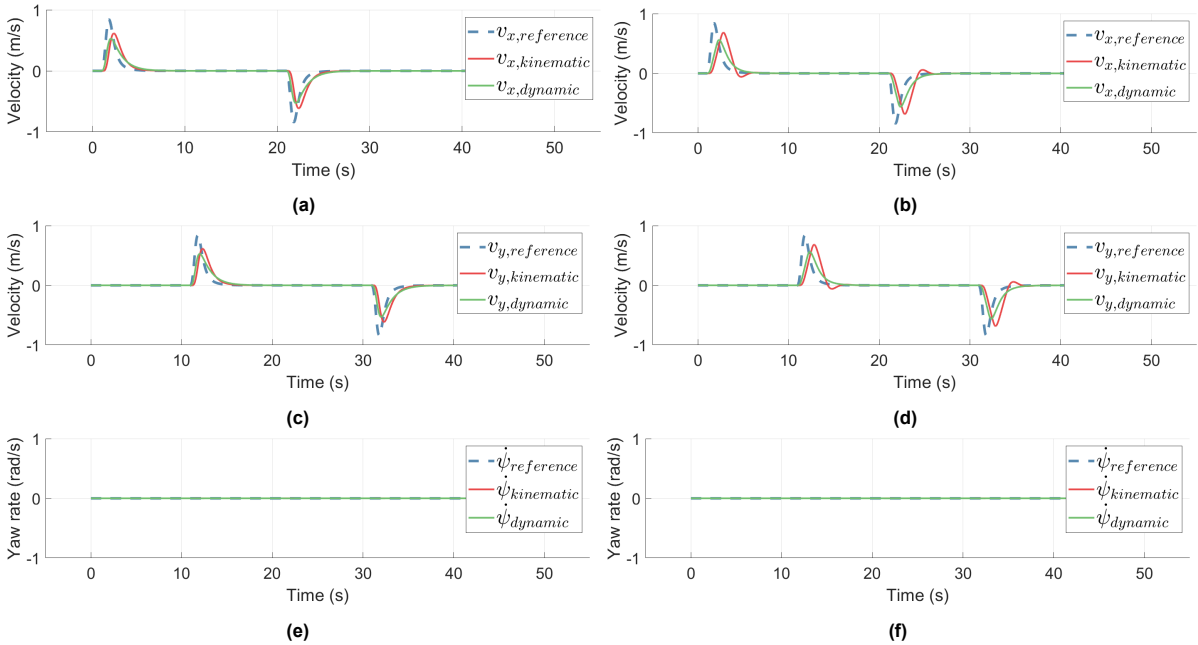 1
0
-1
Velocity (m/s)
0 10 20 30 40 50
Time (s)
v_{x,reference}
v_{x,kinematic}
v_{x,dynamic}
(a)
1
0
-1
Velocity (m/s)
0 10 20 30 40 50
Time (s)
v_{x,reference}
v_{x,kinematic}
v_{x,dynamic}
(b)
1
0
-1
Velocity (m/s)
0 10 20 30 40 50
Time (s)
v_{y,reference}
v_{y,kinematic}
v_{y,dynamic}
(c)
1
0
-1
Velocity (m/s)
0 10 20 30 40 50
Time (s)
v_{y,reference}
v_{y,kinematic}
v_{y,dynamic}
(d)
1
0
-1
Yaw rate (rad/s)
0 10 20 30 40 50
Time (s)
ψ̇_{reference}
ψ̇_{kinematic}
ψ̇_{dynamic}
(e)
1
0
-1
Yaw rate (rad/s)
0 10 20 30 40 50
Time (s)
ψ̇_{reference}
ψ̇_{kinematic}
ψ̇_{dynamic}
(f)